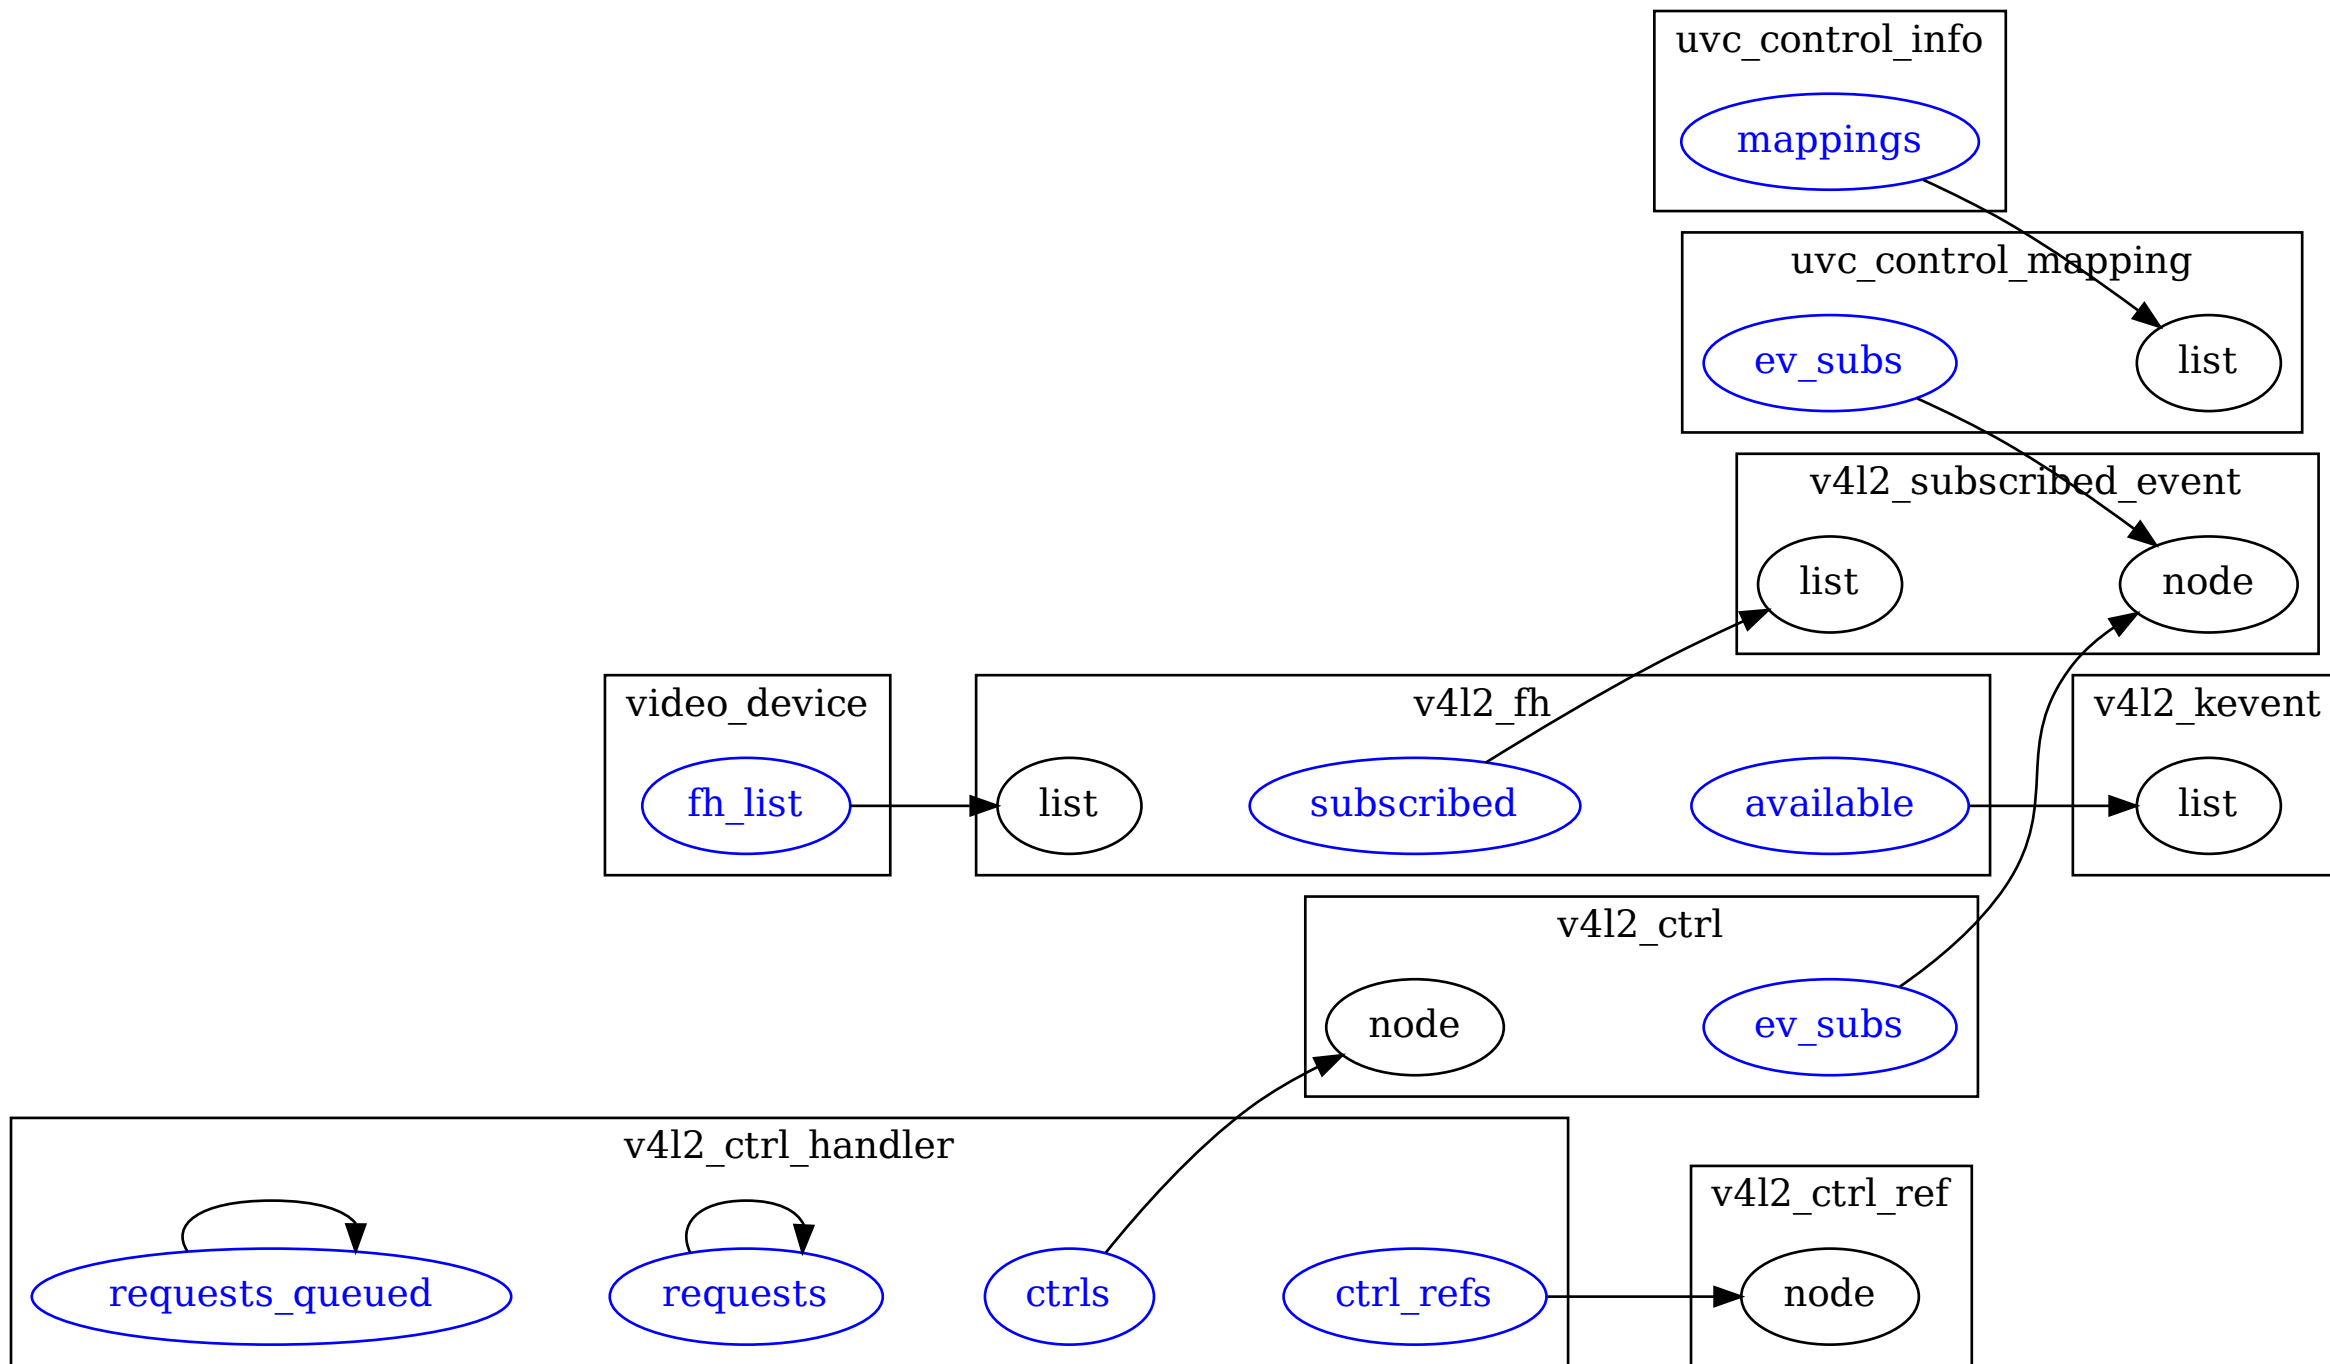 uvc_control_info
mappings
uvc_control_mapping
ev_subs
list
v4l2_subscribed_event
list
node
video_device
fh_list
v4l2_fh
list
subscribed
available
v4l2_kevent
list
v4l2_ctrl
node
ev_subs
v4l2_ctrl_handler
requests_queued
requests
ctrls
ctrl_refs
v4l2_ctrl_ref
node